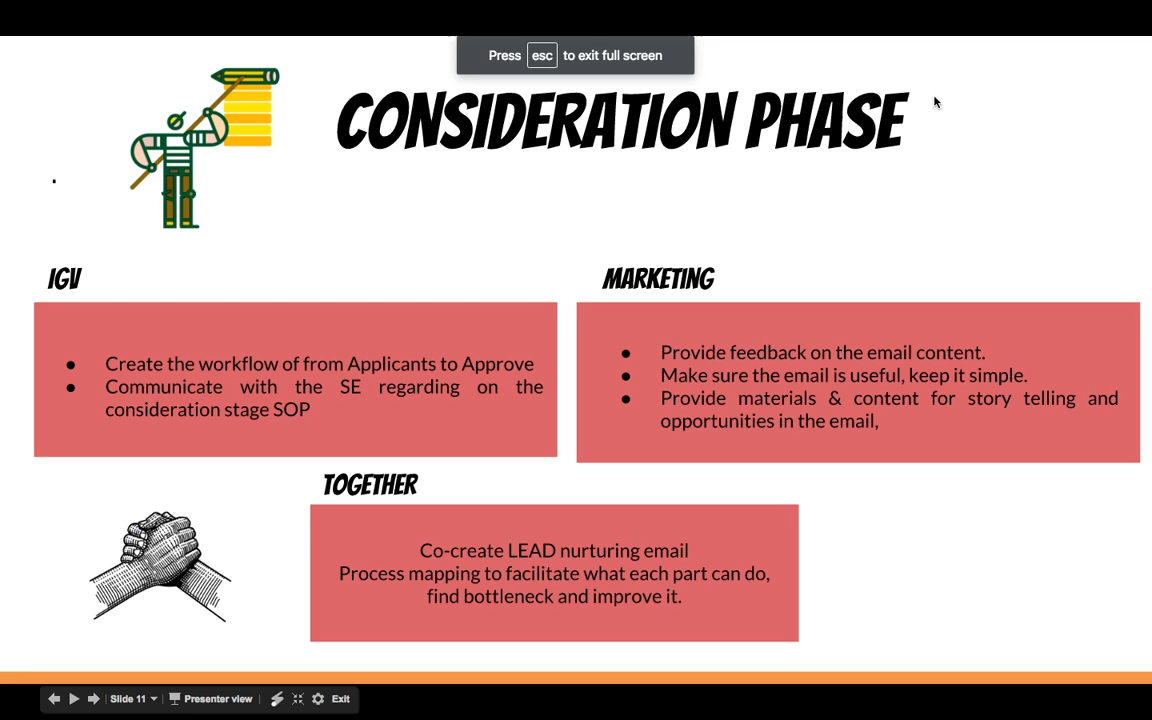 Press esc to exit full screen
CONSIDERATION PHASE
.
IGV
● Create the workflow of from Applicants to Approve
● Communicate with the SE regarding on the
consideration stage SOP
MARKETING
● Provide feedback on the email content.
● Make sure the email is useful, keep it simple.
● Provide materials & content for story telling and
opportunities in the email,
TOGETHER
Co-create LEAD nurturing email
Process mapping to facilitate what each part can do,
find bottleneck and improve it.
Slide 11 Presenter view Exit